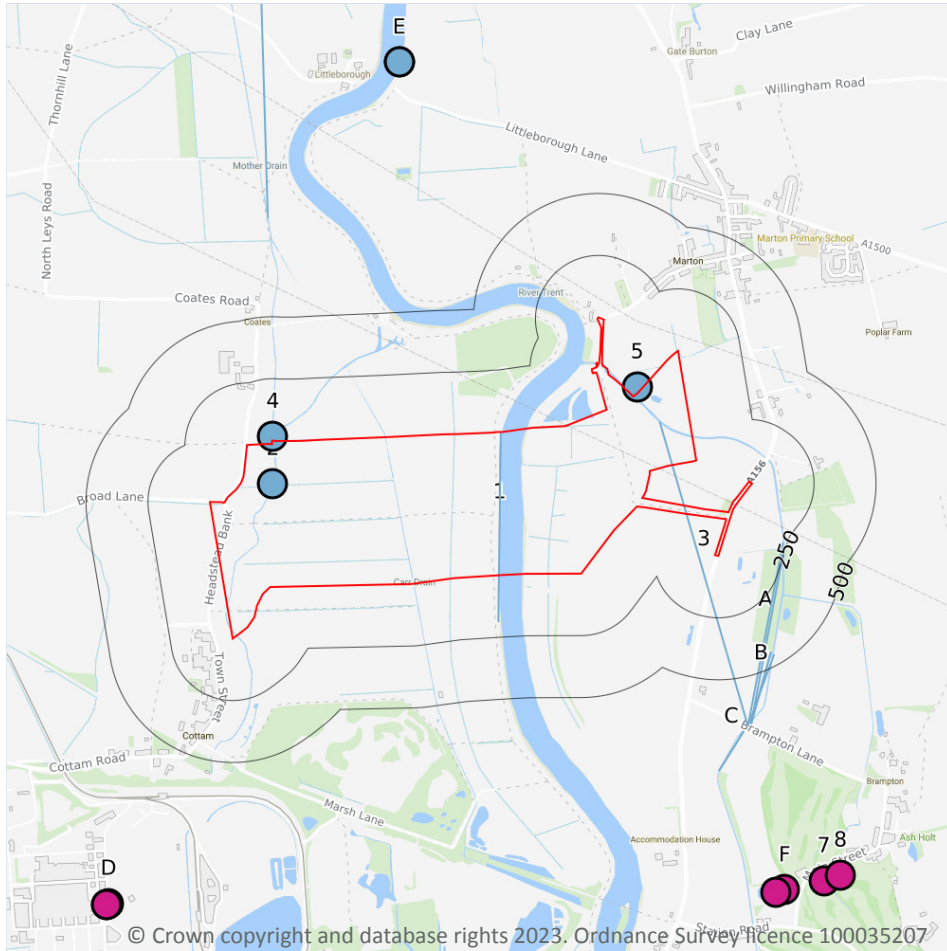 E
Clay Lane
Gate Burton
Thornhill Lane
Littleborough
Willingham Road
Littleborough Lane
Mother Drain
North Leys Road
Marton Primary School
A1500
Marton
Coates Road
River Trent
Coates
Poplar Farm
5
4
2
A156
Broad Lane
1
Headstead Bank
3
250
500
Carr Drain
A
B
Town Street
C
Cottam
Brampton Lane
Cottam Road
Brampton
Marsh Lane
Accommodation House
Ash Holt
7 8
F
Street
D
Station Road
© Crown copyright and database rights 2023. Ordnance Survey licence 100035207